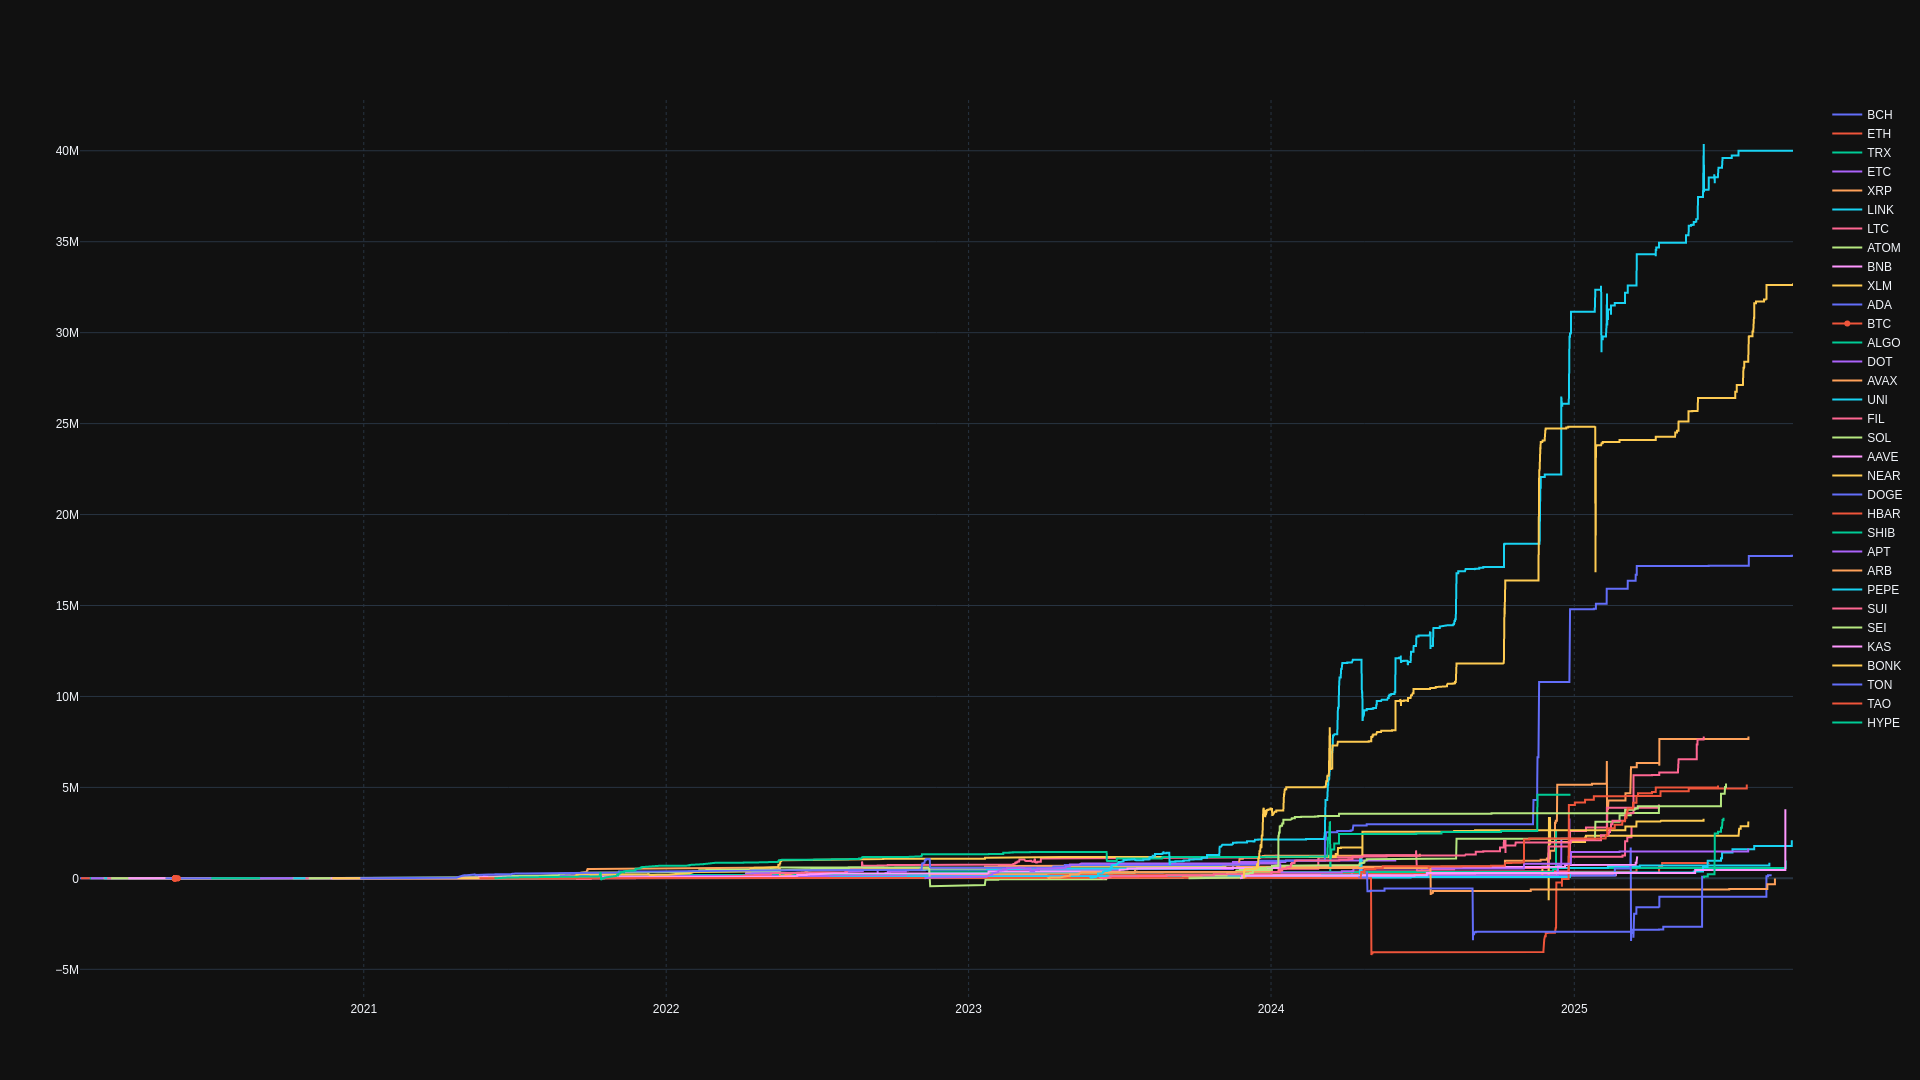 40M
35M
30M
25M
20M
15M
10M
5M
0
−5M
2021
2022
2023
2024
2025
BCH
ETH
TRX
ETC
XRP
LINK
LTC
ATOM
BNB
XLM
ADA
BTC
ALGO
DOT
AVAX
UNI
FIL
SOL
AAVE
NEAR
DOGE
HBAR
SHIB
APT
ARB
PEPE
SUI
SEI
KAS
BONK
TON
TAO
HYPE